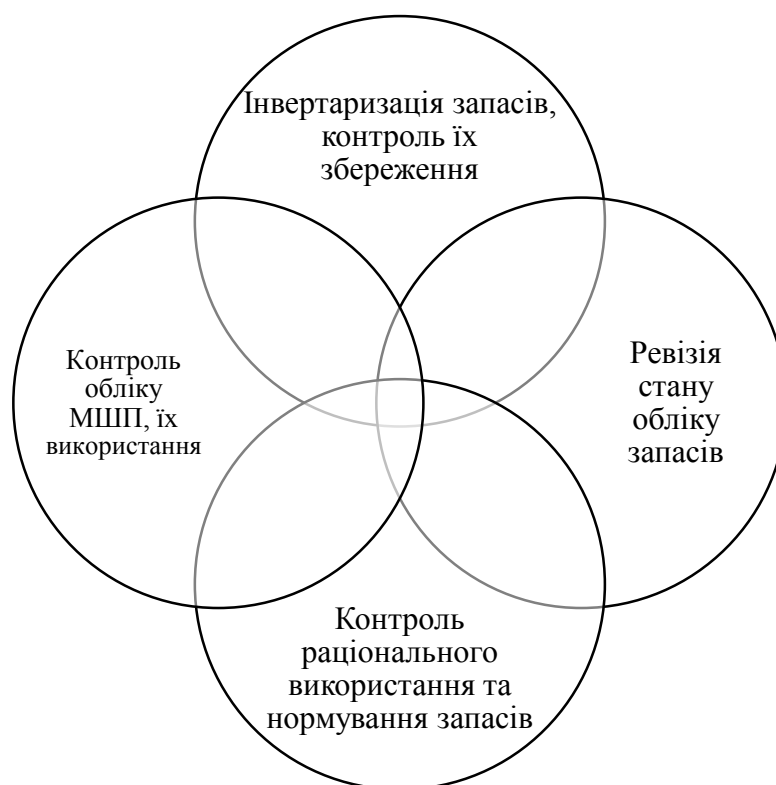 Інвертаризація запасів,
контроль їх
збереження
Контроль
обліку
МШП, їх
використання
Ревізія
стану
обліку
запасів
Контроль
раціонального
використання та
нормування запасів